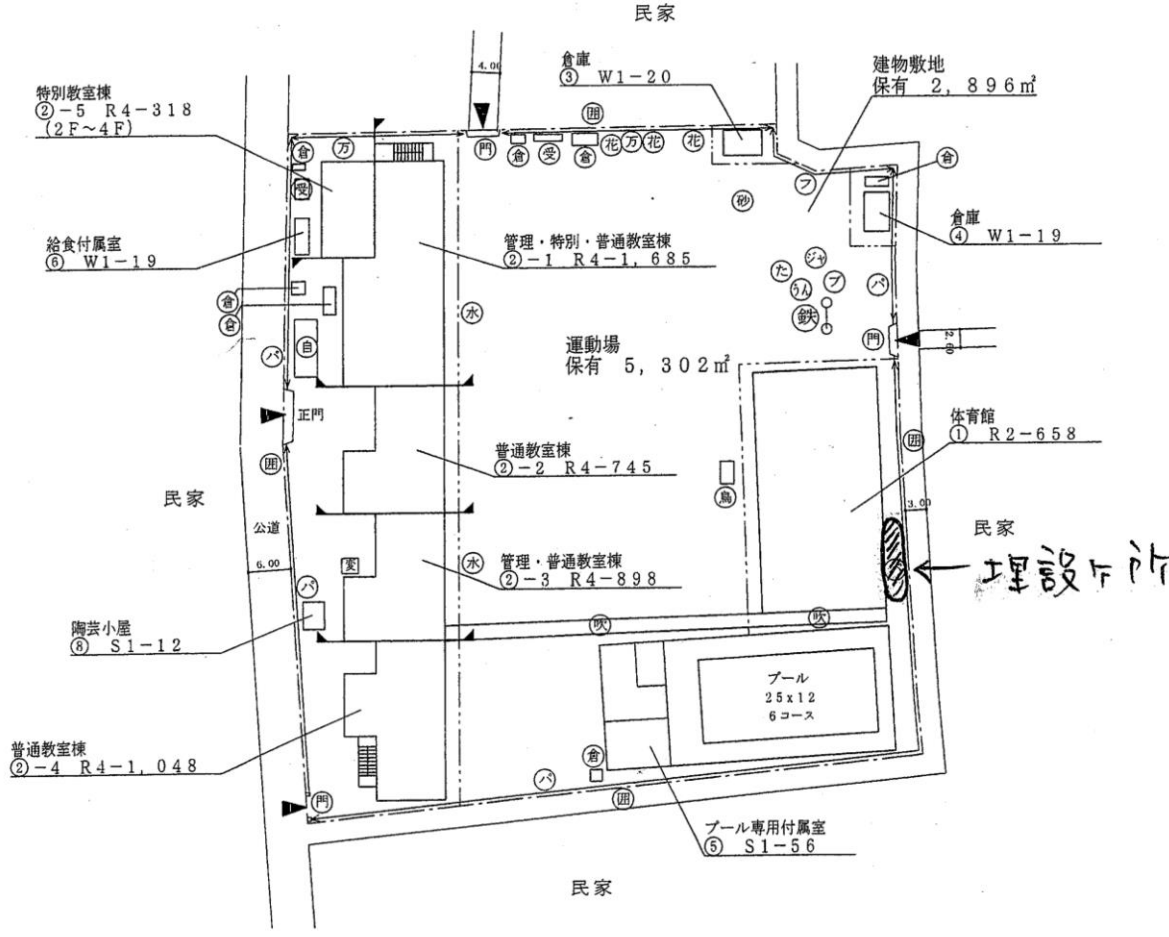 民家
倉庫
③ W1-20
建物敷地
保有 2,896㎡
特別教室棟
②-5 R4-318
(2F~4F)
4.00
囲
倉
万
門
倉
受
倉
花
万
花
花
フ
倉
受
砂
倉庫
④ W1-19
給食付属室
⑥ W1-19
管理・特別・普通教室棟
②-1 R4-1,685
ジャ
た
うん
ブ
パ
倉
倉
水
鉄
門
2.60
自
運動場
保有 5,302㎡
パ
正門
体育館
① R2-658
囲
囲
普通教室棟
②-2 R4-745
鳥
民家
3.00
民家
公道
6.00
変
水
管理・普通教室棟
②-3 R4-898
埋設ヶ所
パ
陶芸小屋
⑧ S1-12
吹
吹
プール
25x12
6コース
普通教室棟
②-4 R4-1,048
倉
パ
門
囲
プール専用付属室
⑤ S1-56
民家